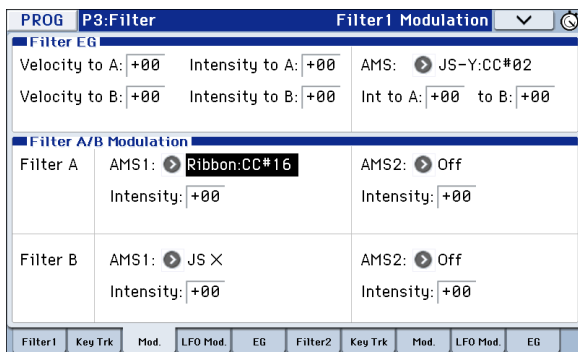 PROG P3:Filter Filter1 Modulation
Filter EG
Velocity to A: +00 Intensity to A: +00 AMS: JS-Y:CC#02
Velocity to B: +00 Intensity to B: +00 Int to A: +00 to B: +00
Filter A/B Modulation
Filter A AMS1: Ribbon:CC#16 AMS2: Off
Intensity: +00 Intensity: +00
Filter B AMS1: JS X AMS2: Off
Intensity: +00 Intensity: +00
Filter1 Key Trk Mod. LFO Mod. EG Filter2 Key Trk Mod. LFO Mod. EG